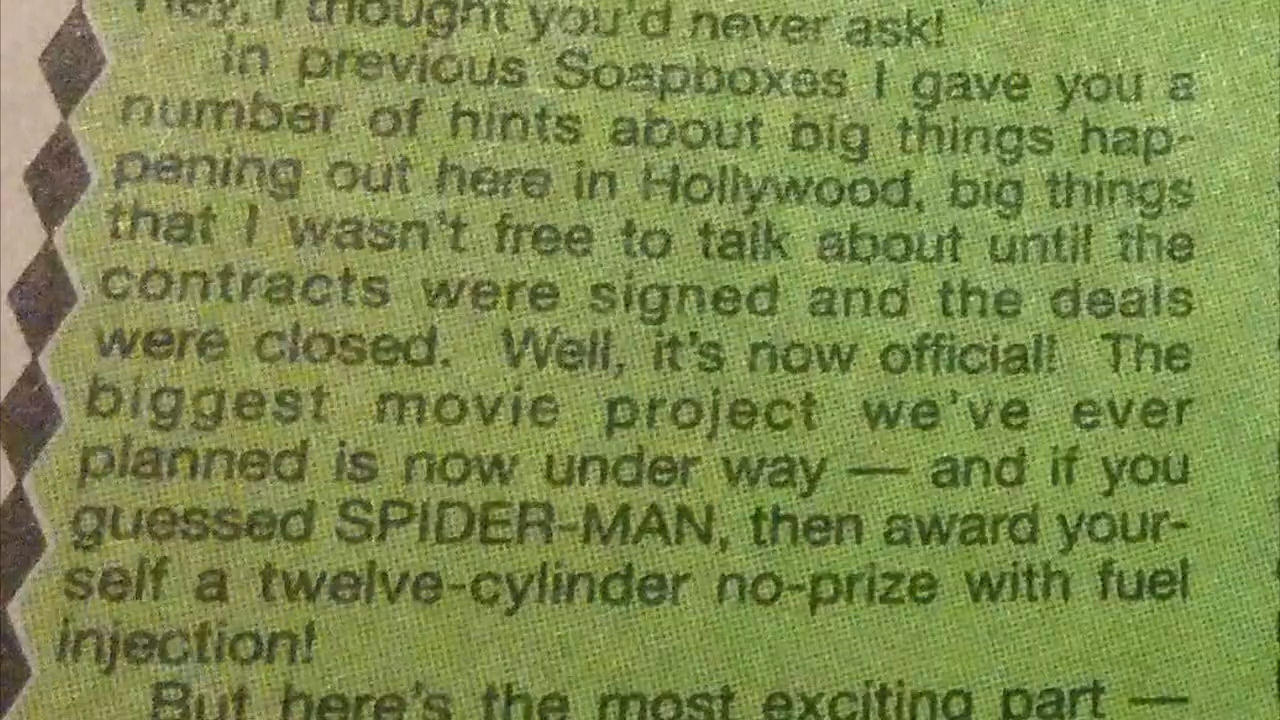 Hey, I thought you'd never ask!
In previous Soapboxes I gave you a
number of hints about big things hap-
pening out here in Hollywood, big things
that I wasn't free to talk about until the
contracts were signed and the deals
were closed. Well, it's now official! The
biggest movie project we've ever
planned is now under way — and if you
guessed SPIDER-MAN, then award your-
self a twelve-cylinder no-prize with fuel
injection!
But here's the most exciting part —